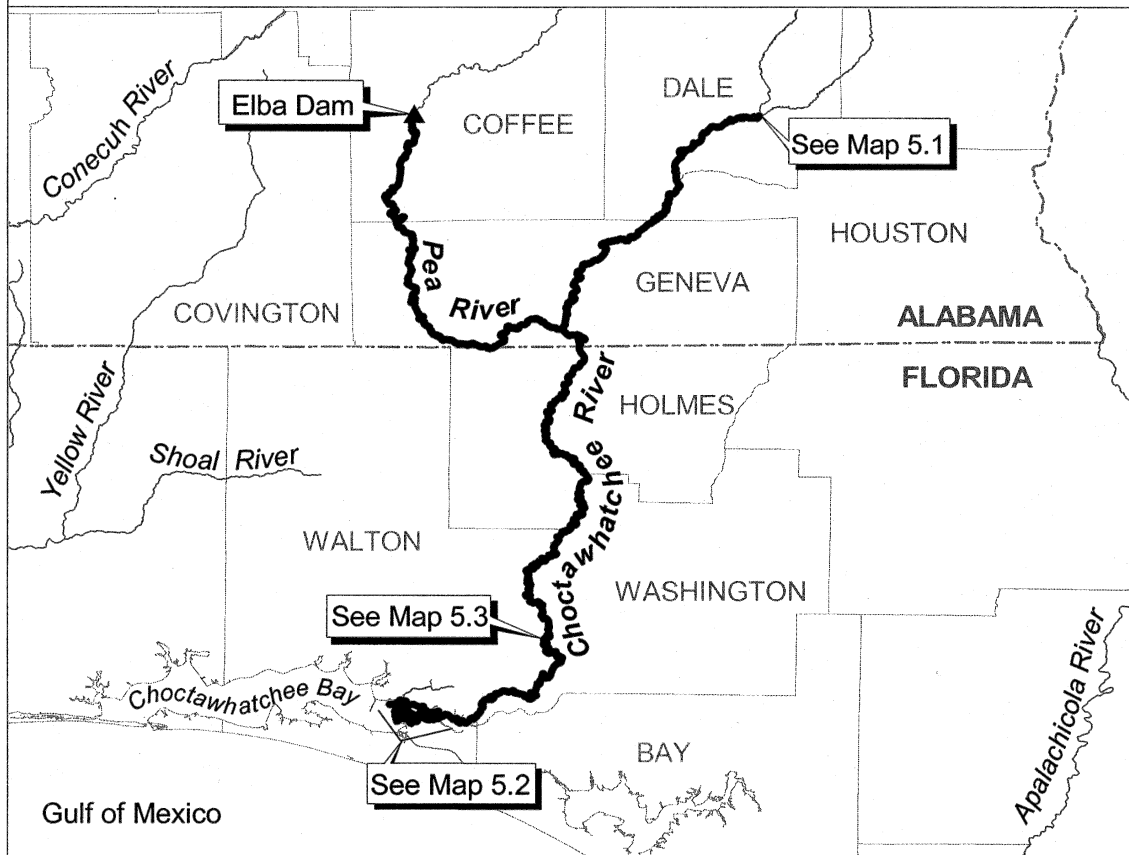 Conecuh River
Elba Dam
COFFEE
DALE
See Map 5.1
HOUSTON
Pea
River
GENEVA
COVINGTON
ALABAMA
FLORIDA
Yellow River
Shoal River
HOLMES
Choctawhatchee River
WALTON
WASHINGTON
See Map 5.3
Choctawhatchee Bay
See Map 5.2
BAY
Apalachicola River
Gulf of Mexico